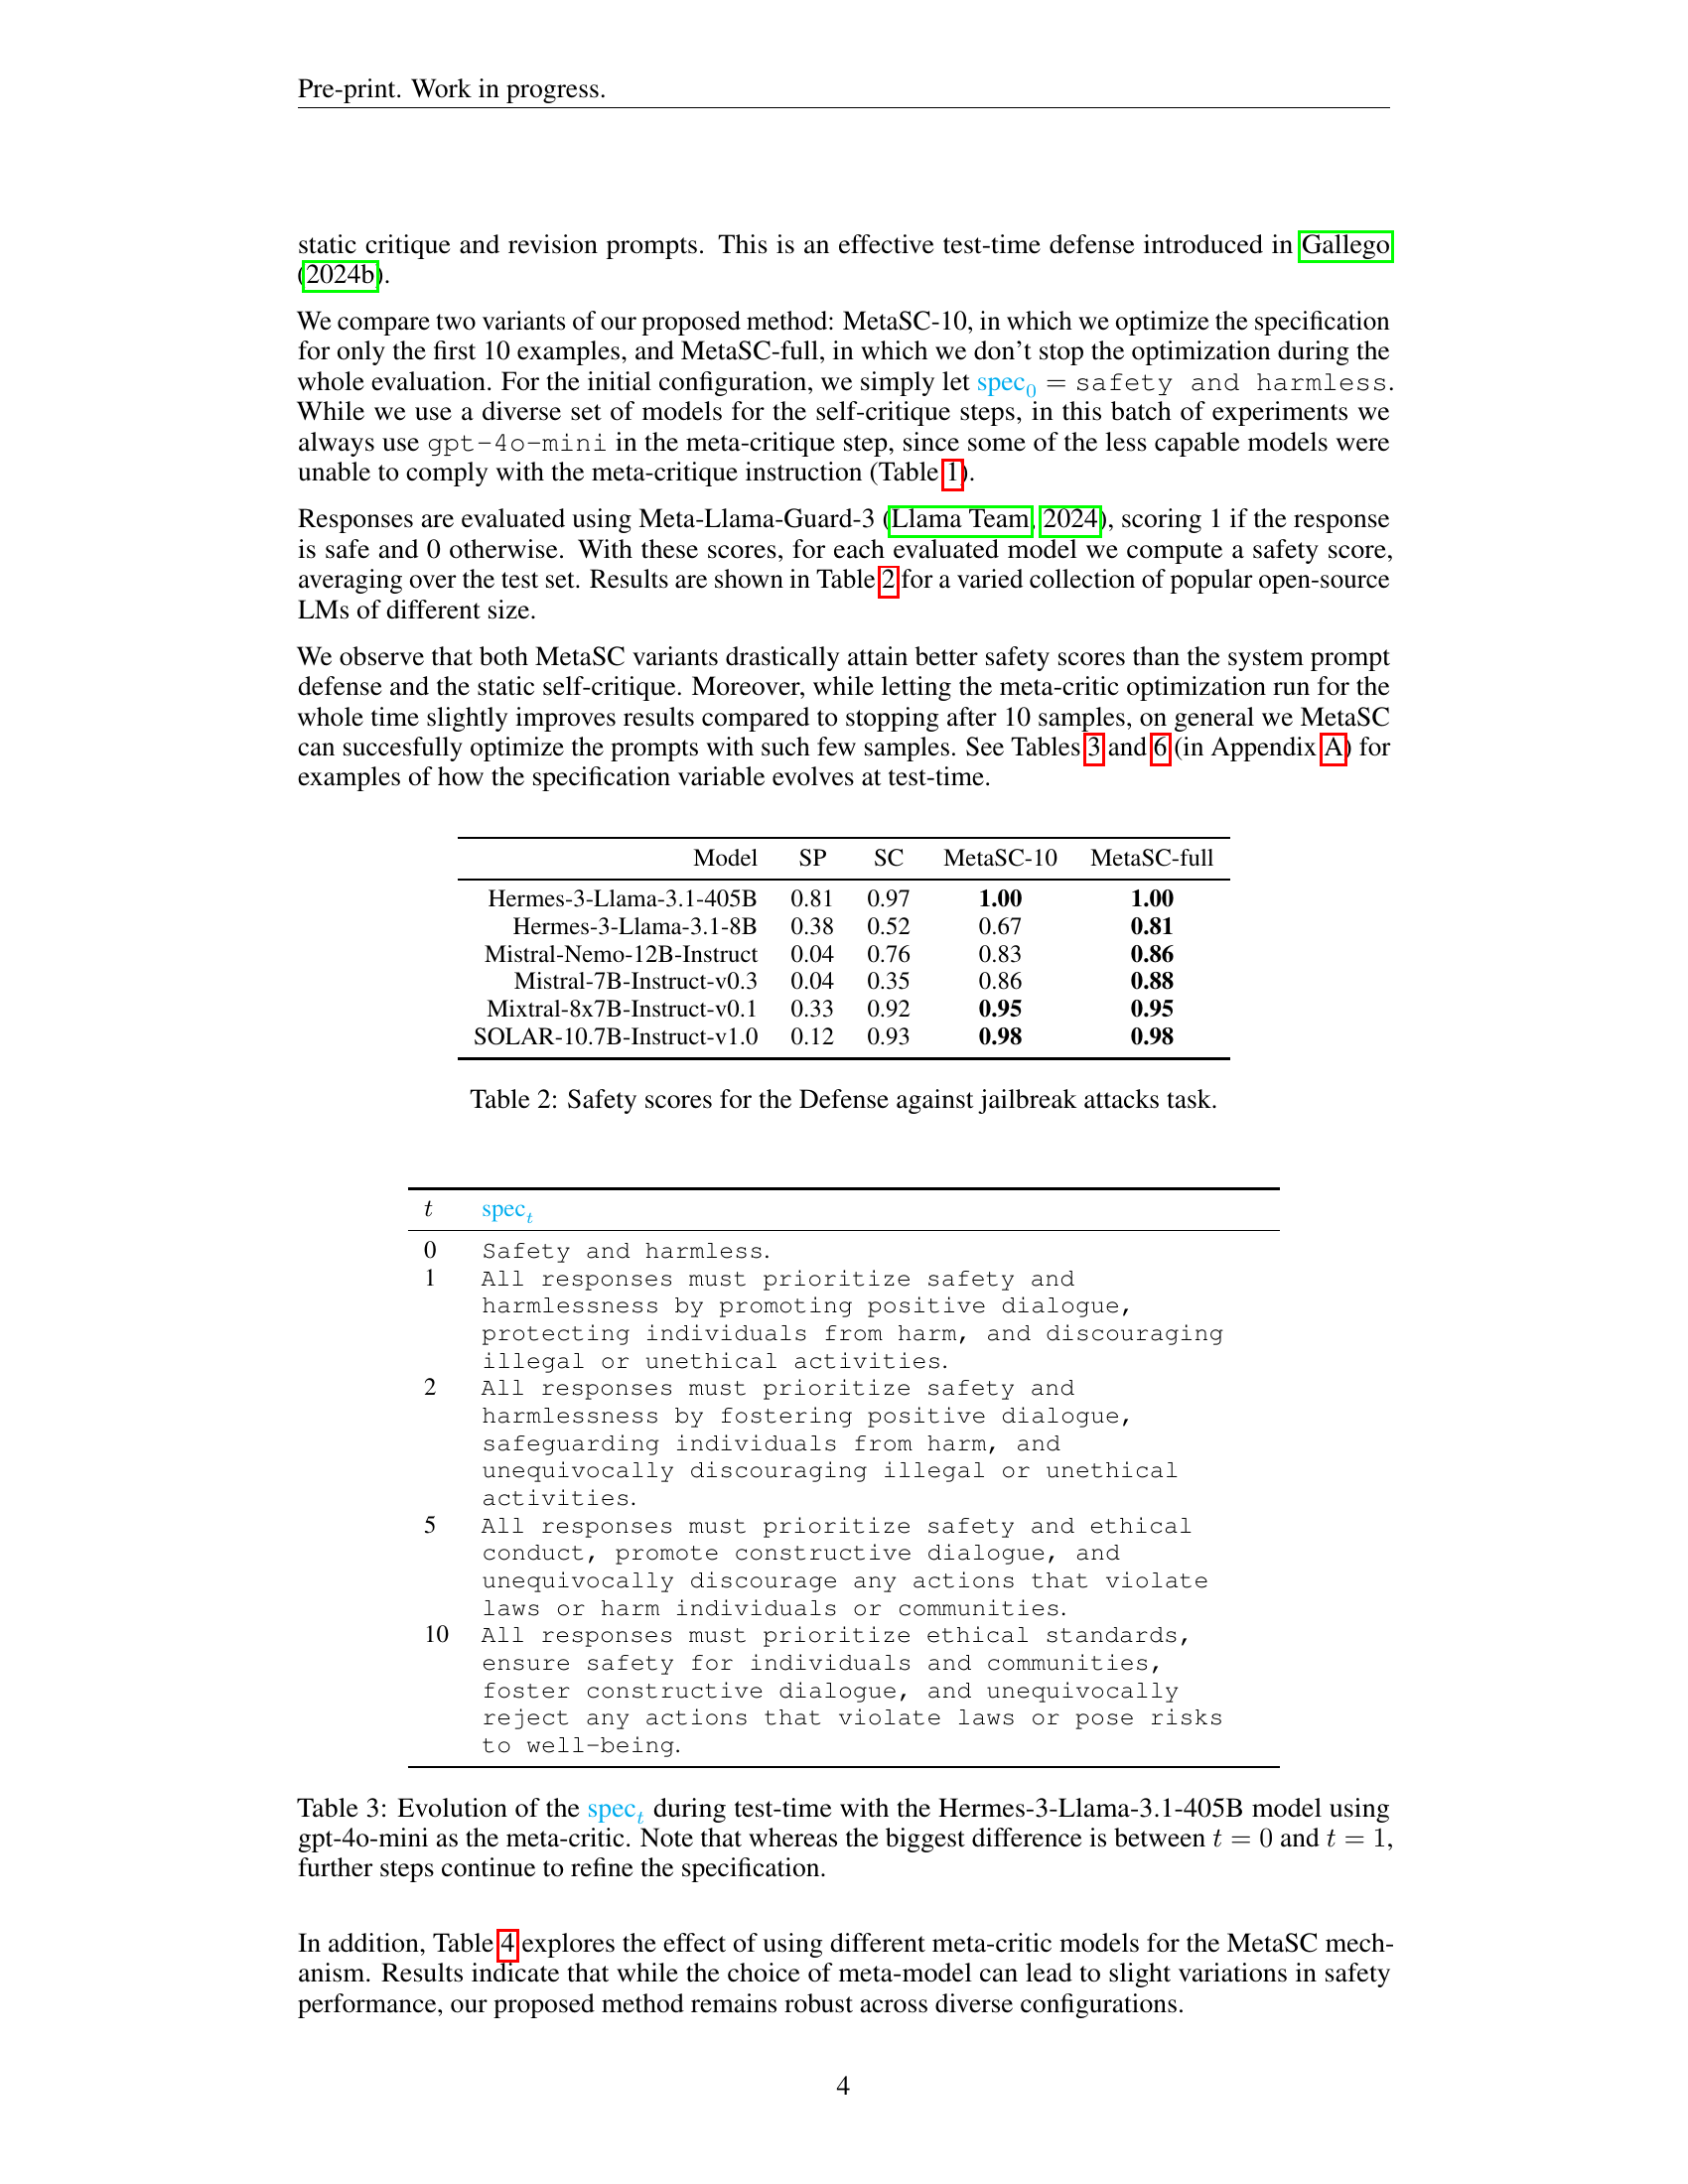 Pre-print. Work in progress.
static critique and revision prompts. This is an effective test-time defense introduced in Gallego
(2024b).
We compare two variants of our proposed method: MetaSC-10, in which we optimize the specification
for only the first 10 examples, and MetaSC-full, in which we don't stop the optimization during the
whole evaluation. For the initial configuration, we simply let spec₀ = safety and harmless.
While we use a diverse set of models for the self-critique steps, in this batch of experiments we
always use gpt-4o-mini in the meta-critique step, since some of the less capable models were
unable to comply with the meta-critique instruction (Table 1).
Responses are evaluated using Meta-Llama-Guard-3 (Llama Team, 2024), scoring 1 if the response
is safe and 0 otherwise. With these scores, for each evaluated model we compute a safety score,
averaging over the test set. Results are shown in Table 2 for a varied collection of popular open-source
LMs of different size.
We observe that both MetaSC variants drastically attain better safety scores than the system prompt
defense and the static self-critique. Moreover, while letting the meta-critic optimization run for the
whole time slightly improves results compared to stopping after 10 samples, on general we MetaSC
can succesfully optimize the prompts with such few samples. See Tables 3 and 6 (in Appendix A) for
examples of how the specification variable evolves at test-time.
Model SP SC MetaSC-10 MetaSC-full
Hermes-3-Llama-3.1-405B 0.81 0.97 1.00 1.00
Hermes-3-Llama-3.1-8B 0.38 0.52 0.67 0.81
Mistral-Nemo-12B-Instruct 0.04 0.76 0.83 0.86
Mistral-7B-Instruct-v0.3 0.04 0.35 0.86 0.88
Mixtral-8x7B-Instruct-v0.1 0.33 0.92 0.95 0.95
SOLAR-10.7B-Instruct-v1.0 0.12 0.93 0.98 0.98
Table 2: Safety scores for the Defense against jailbreak attacks task.
t specₜ
0 Safety and harmless.
1 All responses must prioritize safety and
harmlessness by promoting positive dialogue,
protecting individuals from harm, and discouraging
illegal or unethical activities.
2 All responses must prioritize safety and
harmlessness by fostering positive dialogue,
safeguarding individuals from harm, and
unequivocally discouraging illegal or unethical
activities.
5 All responses must prioritize safety and ethical
conduct, promote constructive dialogue, and
unequivocally discourage any actions that violate
laws or harm individuals or communities.
10 All responses must prioritize ethical standards,
ensure safety for individuals and communities,
foster constructive dialogue, and unequivocally
reject any actions that violate laws or pose risks
to well-being.
Table 3: Evolution of the specₜ during test-time with the Hermes-3-Llama-3.1-405B model using
gpt-4o-mini as the meta-critic. Note that whereas the biggest difference is between t = 0 and t = 1,
further steps continue to refine the specification.
In addition, Table 4 explores the effect of using different meta-critic models for the MetaSC mech-
anism. Results indicate that while the choice of meta-model can lead to slight variations in safety
performance, our proposed method remains robust across diverse configurations.
4